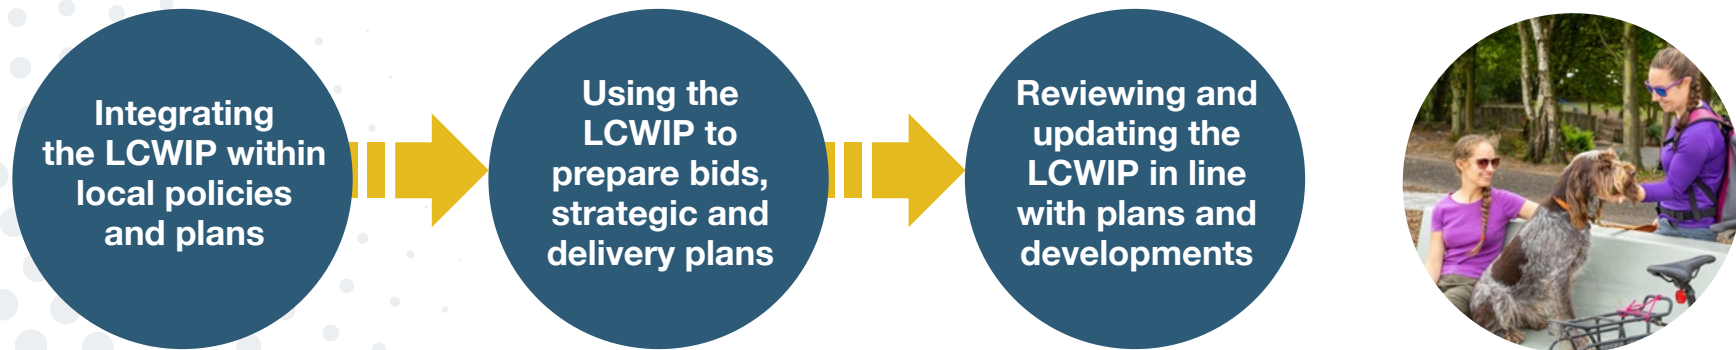 Integrating
the LCWIP within
local policies
and plans
Using the
LCWIP to
prepare bids,
strategic and
delivery plans
Reviewing and
updating the
LCWIP in line
with plans and
developments